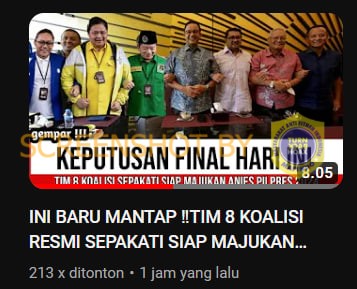 gempar !!!
SCREENSHOT BY
KEPUTUSAN FINAL HARI INI
TIM 8 KOALISI SEPAKATI SIAP MAJUKAN ANIES PILPRES
8.05
INI BARU MANTAP !!TIM 8 KOALISI
RESMI SEPAKATI SIAP MAJUKAN...
213 x ditonton • 1 jam yang lalu